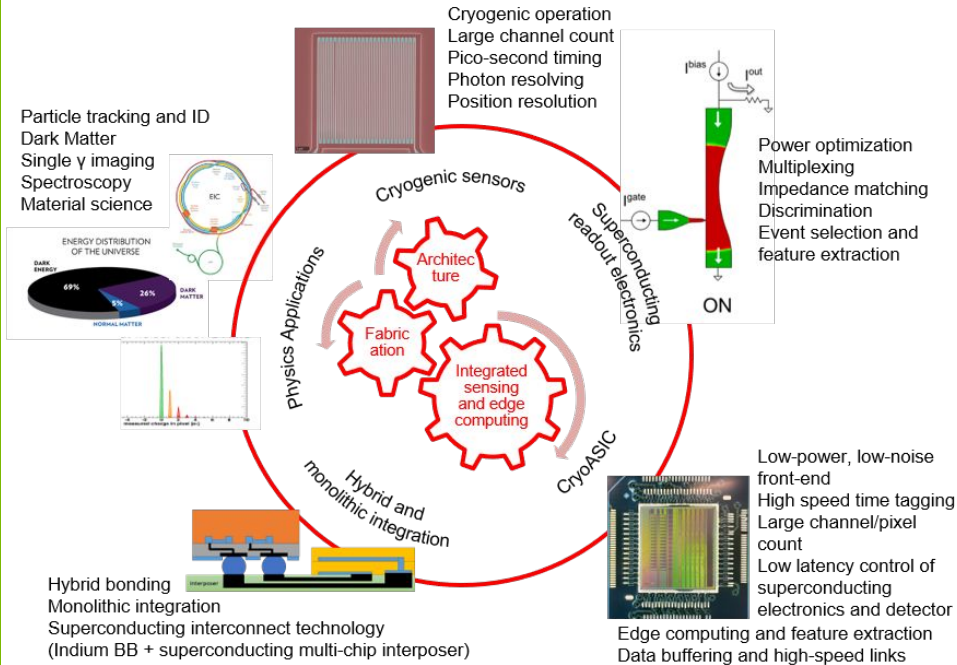 Cryogenic operation
Large channel count
Pico-second timing
Photon resolving
Position resolution
Particle tracking and ID
Dark Matter
Single γ imaging
Spectroscopy
Material science
EIC
ENERGY DISTRIBUTION
OF THE UNIVERSE
DARK
ENERGY
69%
26%
5%
DARK
MATTER
NORMAL MATTER
measured charge in pixel [e-]
I bias
I out
I gate
ON
Power optimization
Multiplexing
Impedance matching
Discrimination
Event selection and
feature extraction
Cryogenic sensors
Superconducting
readout electronics
Physics Applications
Architec
ture
Fabric
ation
Integrated
sensing
and edge
computing
CryoASIC
Hybrid and
monolithic integration
interposer
Hybrid bonding
Monolithic integration
Superconducting interconnect technology
(Indium BB + superconducting multi-chip interposer)
Low-power, low-noise
front-end
High speed time tagging
Large channel/pixel
count
Low latency control of
superconducting
electronics and detector
Edge computing and feature extraction
Data buffering and high-speed links